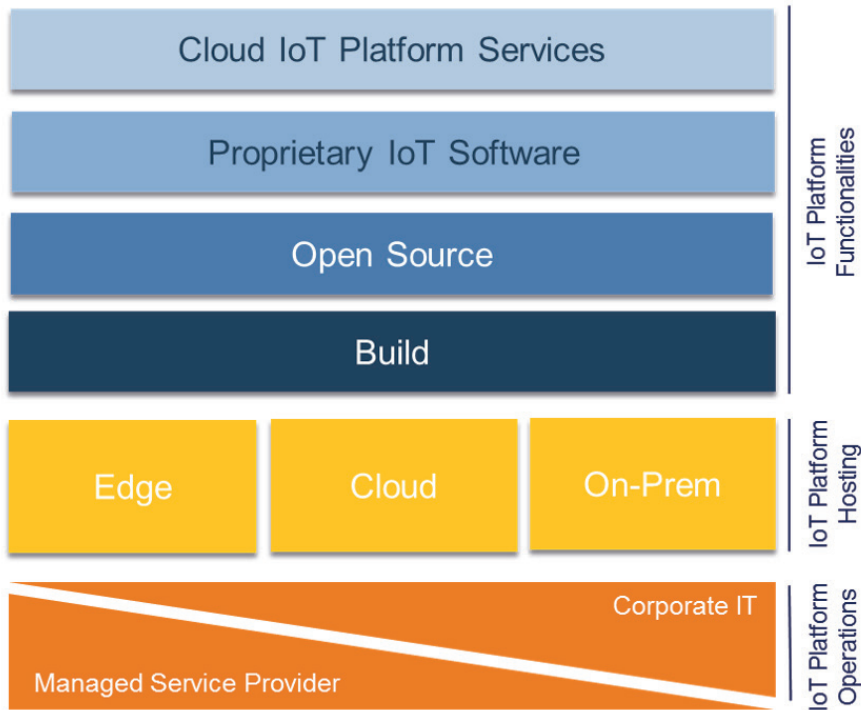 Cloud IoT Platform Services
Proprietary IoT Software
Open Source
Build
IoT Platform
Functionalities
Edge
Cloud
On-Prem
IoT Platform
Hosting
Corporate IT
Managed Service Provider
IoT Platform
Operations